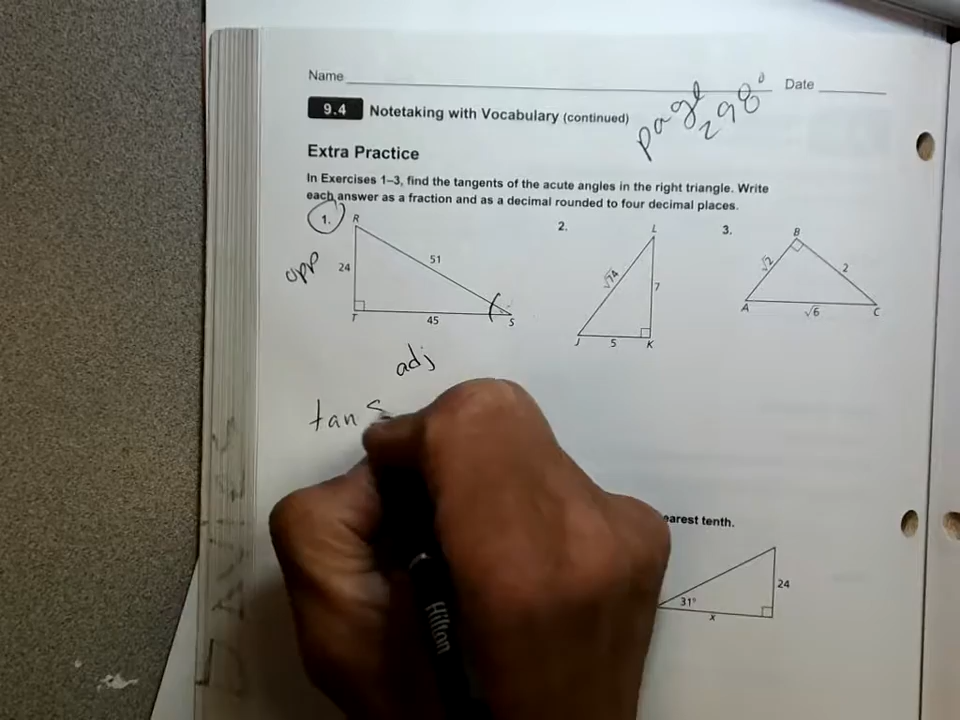 Name Date
9.4 Notetaking with Vocabulary (continued)
page 298
Extra Practice
In Exercises 1–3, find the tangents of the acute angles in the right triangle. Write
each answer as a fraction and as a decimal rounded to four decimal places.
1. R 24 51 T 45 S
opp
adj
tan S
2. L √74 7 J 5 K
3. B √2 2 A √6 C
earest tenth.
24
31°
x
Hilton